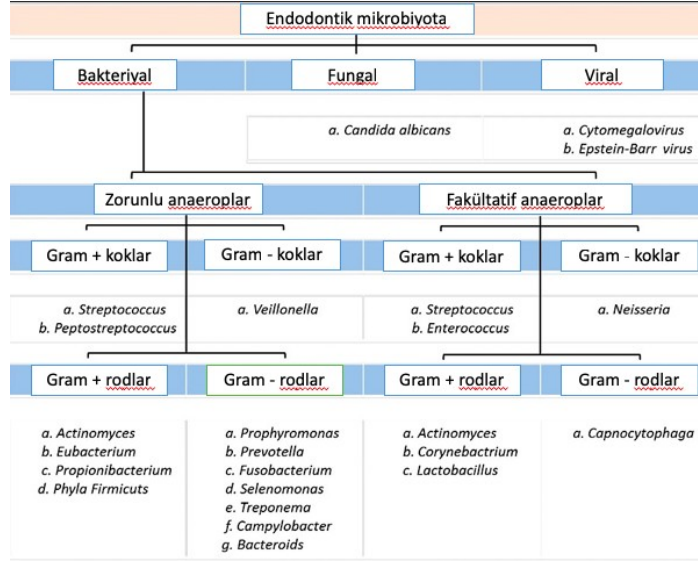 Endodontik mikrobiyota
Bakteriyal
Fungal
Viral
a. Candida albicans
a. Cytomegalovirus
b. Epstein-Barr virus
Zorunlu anaeroplar
Fakültatif anaeroplar
Gram + koklar
Gram - koklar
Gram + koklar
Gram - koklar
a. Streptococcus
b. Peptostreptococcus
a. Veillonella
a. Streptococcus
b. Enterococcus
a. Neisseria
Gram + rodlar
Gram - rodlar
Gram + rodlar
Gram - rodlar
a. Actinomyces
b. Eubacterium
c. Propionibacterium
d. Phyla Firmicuts
a. Prophyromonas
b. Prevotella
c. Fusobacterium
d. Selenomonas
e. Treponema
f. Campylobacter
g. Bacteroids
a. Actinomyces
b. Corynebactrium
c. Lactobacillus
a. Capnocytophaga